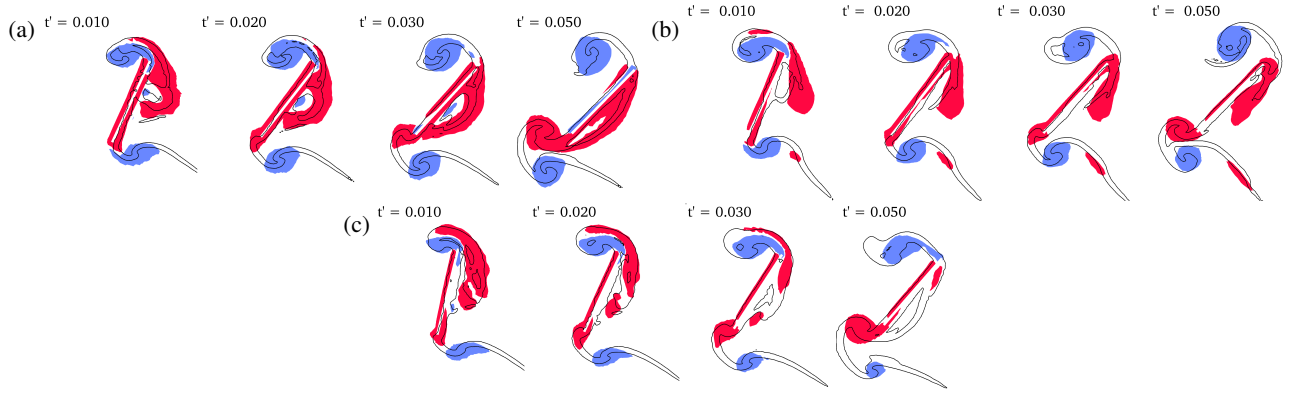 (a) t' = 0.010 t' = 0.020 t' = 0.030 t' = 0.050
(b) t' = 0.010 t' = 0.020 t' = 0.030 t' = 0.050
(c) t' = 0.010 t' = 0.020 t' = 0.030 t' = 0.050